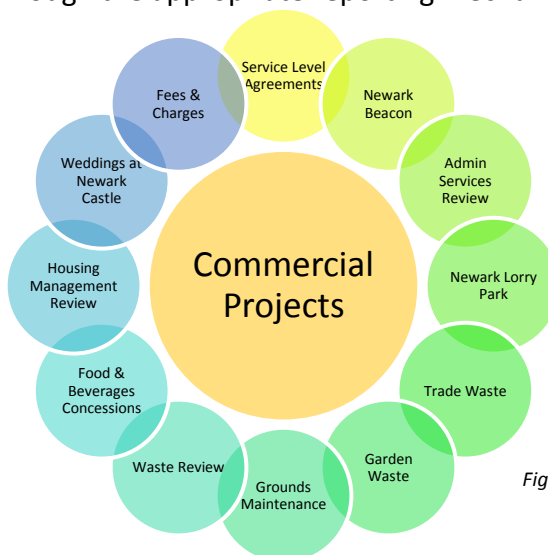 Service Level
Agreements
Newark
Beacon
Admin
Services
Review
Newark Lorry
Park
Trade Waste
Garden
Waste
Grounds
Maintenance
Waste Review
Food &
Beverages
Concessions
Housing
Management
Review
Weddings at
Newark
Castle
Fees &
Charges
Commercial
Projects
Fig